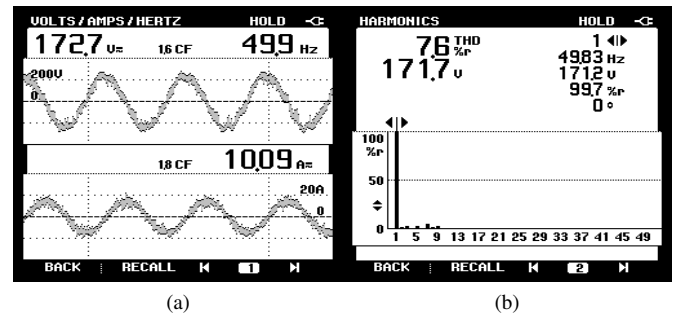 VOLTS / AMPS / HERTZ HOLD
172,7 V≂ 1,6 CF 49,9 Hz
200V
0
1,8 CF 10,09 A≂
20A
0
BACK RECALL 1
(a)
HARMONICS HOLD
7,6 THD %r 1
49,83 Hz
171,7 V 171,2 V
99,7 %r
0 °
100
%r
50
0
1 5 9 13 17 21 25 29 33 37 41 45 49
BACK RECALL 2
(b)